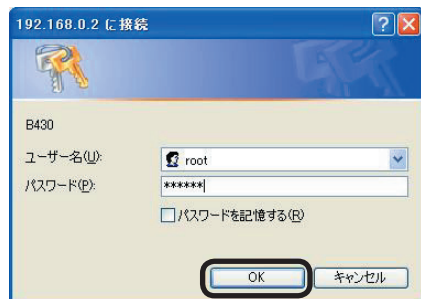 192.168.0.2 に接続
B430
ユーザー名(U):
root
パスワード(P):
******
パスワードを記憶する(R)
OK
キャンセル